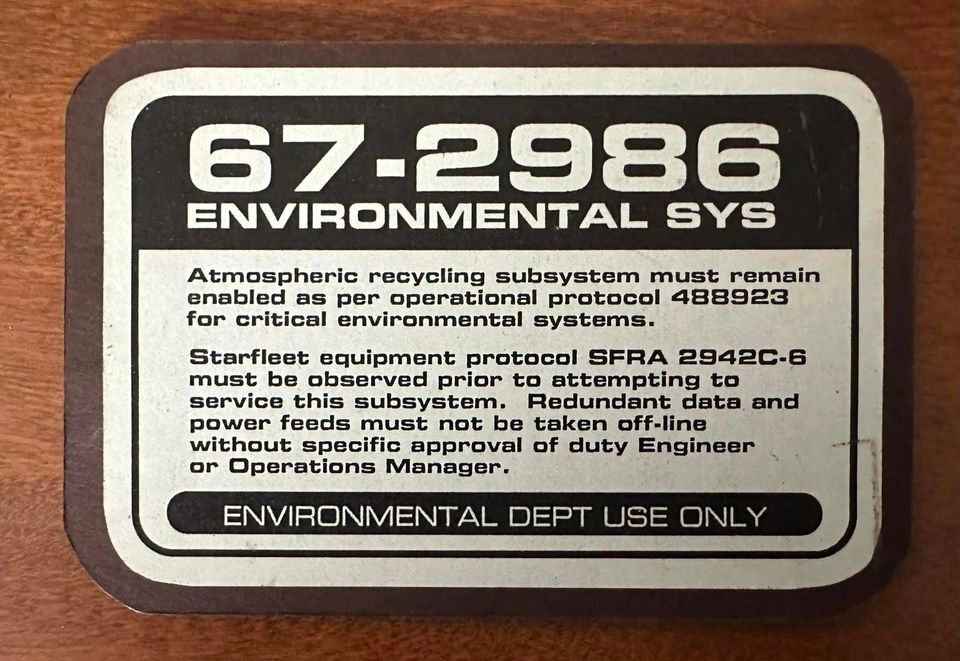 67-2986
ENVIRONMENTAL SYS
Atmospheric recycling subsystem must remain
enabled as per operational protocol 488923
for critical environmental systems.
Starfleet equipment protocol SFRA 2942C-6
must be observed prior to attempting to
service this subsystem.  Redundant data and
power feeds must not be taken off-line
without specific approval of duty Engineer
or Operations Manager.
ENVIRONMENTAL DEPT USE ONLY